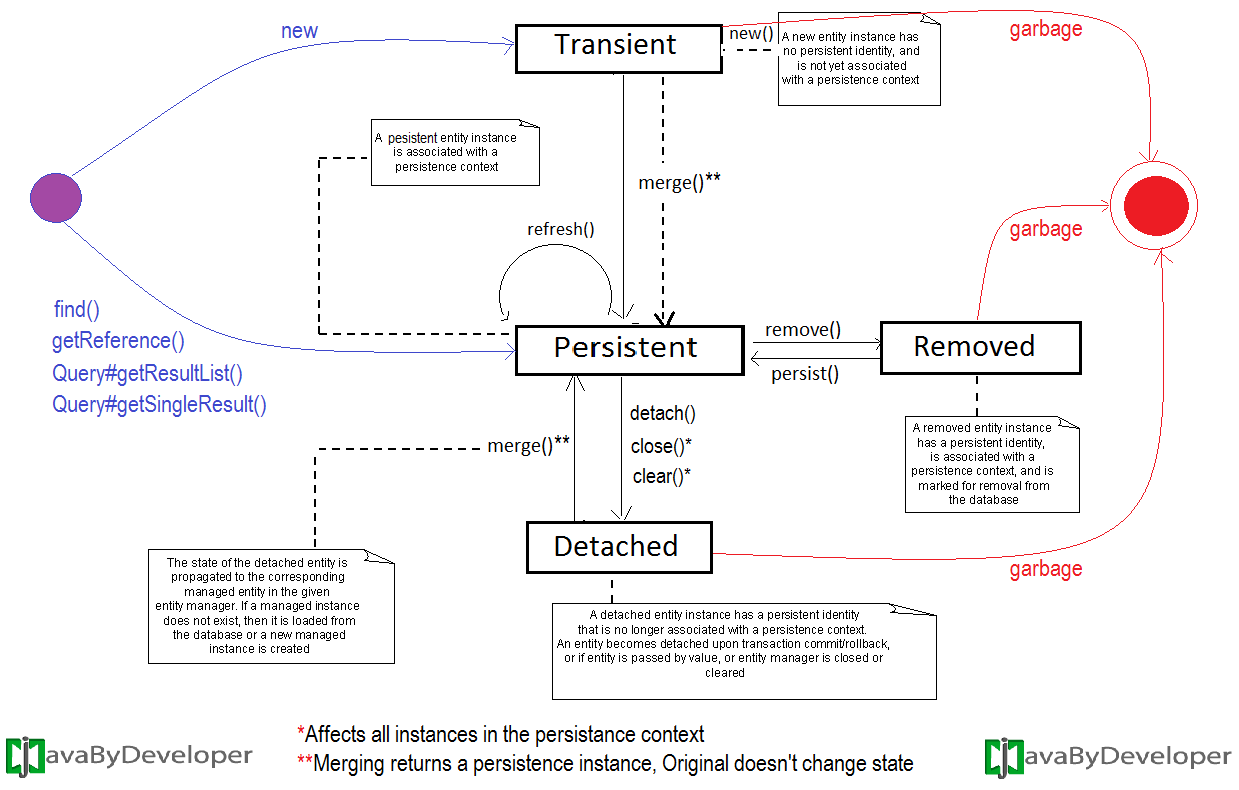 new
Transient
new()
A new entity instance has
no persistent identity, and
is not yet associated
with a persistence context
garbage
A pesistent entity instance
is associated with a
persistence context
merge()**
refresh()
garbage
find()
getReference()
Query#getResultList()
Query#getSingleResult()
Persistent
remove()
persist()
Removed
detach()
close()*
clear()*
merge()**
A removed entity instance
has a persistent identity,
is associated with a
persistence context, and is
marked for removal from
the database
Detached
garbage
The state of the detached entity is
propagated to the corresponding
managed entity in the given
entity manager. If a managed instance
does not exist, then it is loaded from
the database or a new managed
instance is created
A detached entity instance has a persistent identity
that is no longer associated with a persistence context.
An entity becomes detached upon transaction commit/rollback,
or if entity is passed by value, or entity manager is closed or
cleared
*Affects all instances in the persistance context
**Merging returns a persistence instance, Original doesn't change state
JavaByDeveloper
JavaByDeveloper